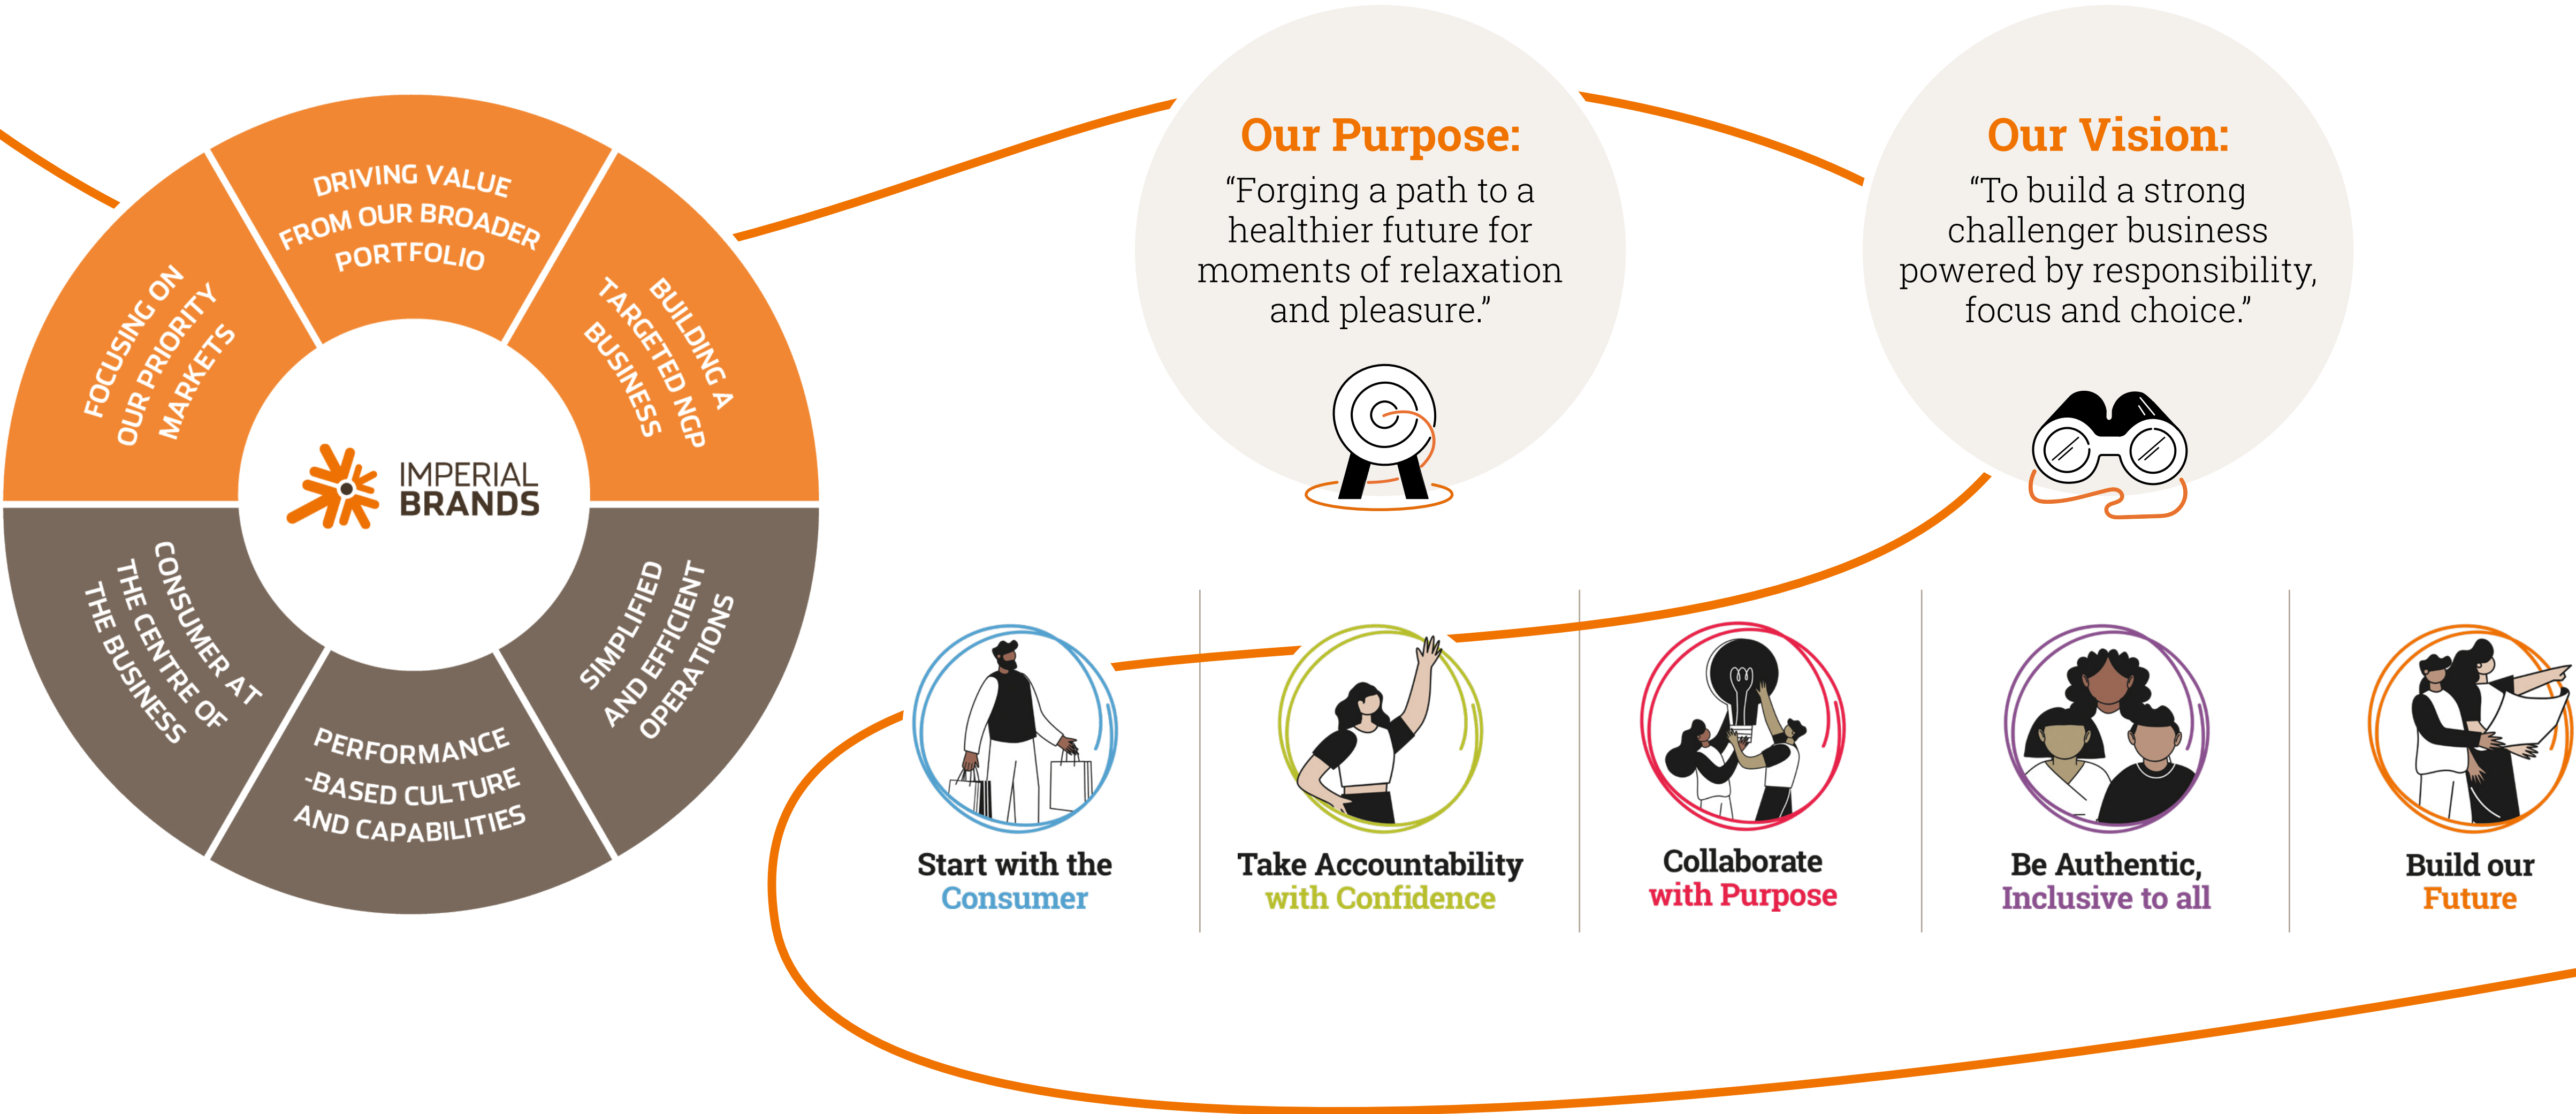 DRIVING VALUE
FROM OUR BROADER
PORTFOLIO
BUILDING A
TARGETED NGP
BUSINESS
SIMPLIFIED
AND EFFICIENT
OPERATIONS
PERFORMANCE
-BASED CULTURE
AND CAPABILITIES
CONSUMER AT
THE CENTRE OF
THE BUSINESS
FOCUSING ON
OUR PRIORITY
MARKETS
IMPERIAL
BRANDS
Our Purpose:
“Forging a path to a
healthier future for
moments of relaxation
and pleasure.”
Our Vision:
“To build a strong
challenger business
powered by responsibility,
focus and choice.”
Start with the
Consumer
Take Accountability
with Confidence
Collaborate
with Purpose
Be Authentic,
Inclusive to all
Build our
Future